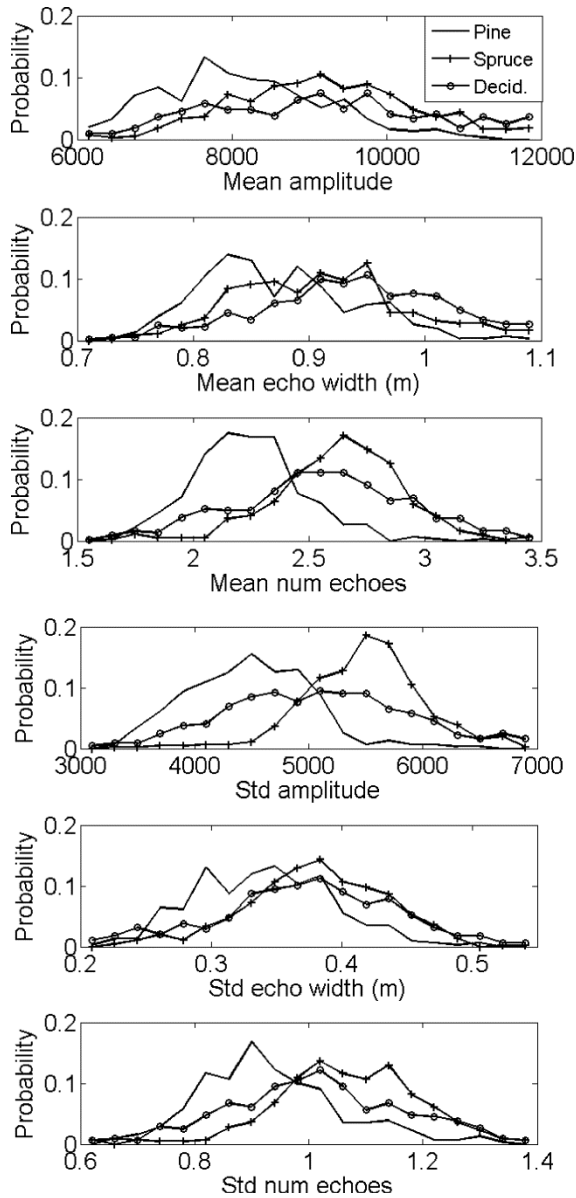 0.2
Pine
Spruce
Decid.
Probability
0.1
0
6000 8000 10000 12000
Mean amplitude
0.2
Probability
0.1
0
0.7 0.8 0.9 1 1.1
Mean echo width (m)
0.2
Probability
0.1
0
1.5 2 2.5 3 3.5
Mean num echoes
0.2
Probability
0.1
0
3000 4000 5000 6000 7000
Std amplitude
0.2
Probability
0.1
0
0.2 0.3 0.4 0.5
Std echo width (m)
0.2
Probability
0.1
0
0.6 0.8 1 1.2 1.4
Std num echoes